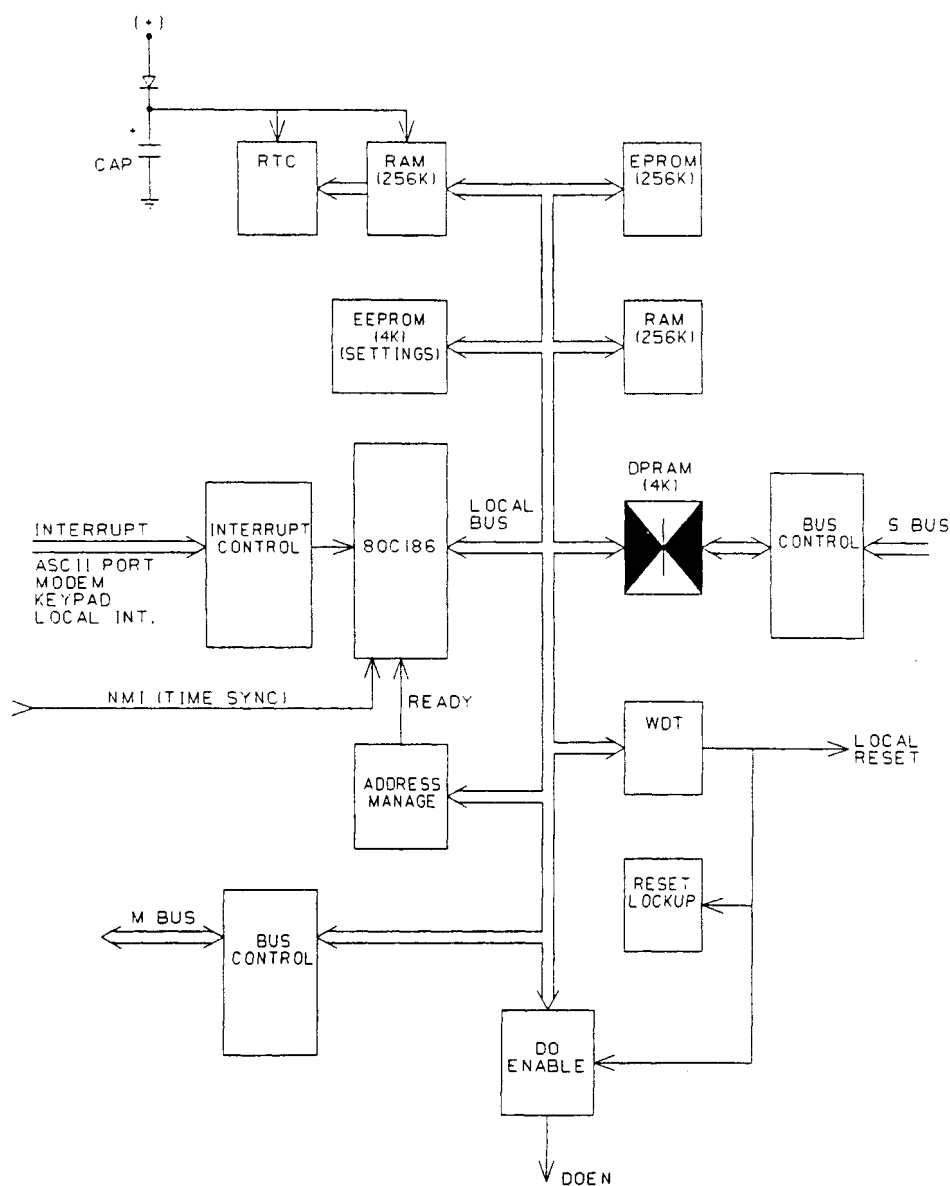 (+)
+
CAP
RTC
RAM
(256K)
EPROM
(256K)
EEPROM
(4K)
(SETTINGS)
RAM
(256K)
DPRAM
(4K)
LOCAL
BUS
INTERRUPT
ASCII PORT
MODEM
KEYPAD
LOCAL INT.
INTERRUPT
CONTROL
80C186
BUS
CONTROL
S BUS
NMI (TIME SYNC)
READY
WDT
LOCAL
RESET
ADDRESS
MANAGE
RESET
LOCKUP
M BUS
BUS
CONTROL
DO
ENABLE
DOEN